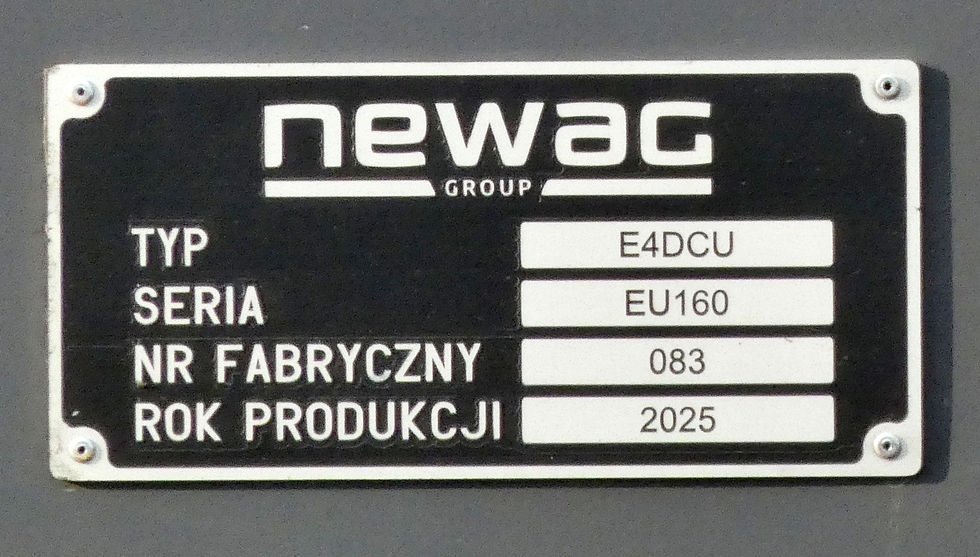 newag
GROUP
TYP E4DCU
SERIA EU160
NR FABRYCZNY 083
ROK PRODUKCJI 2025